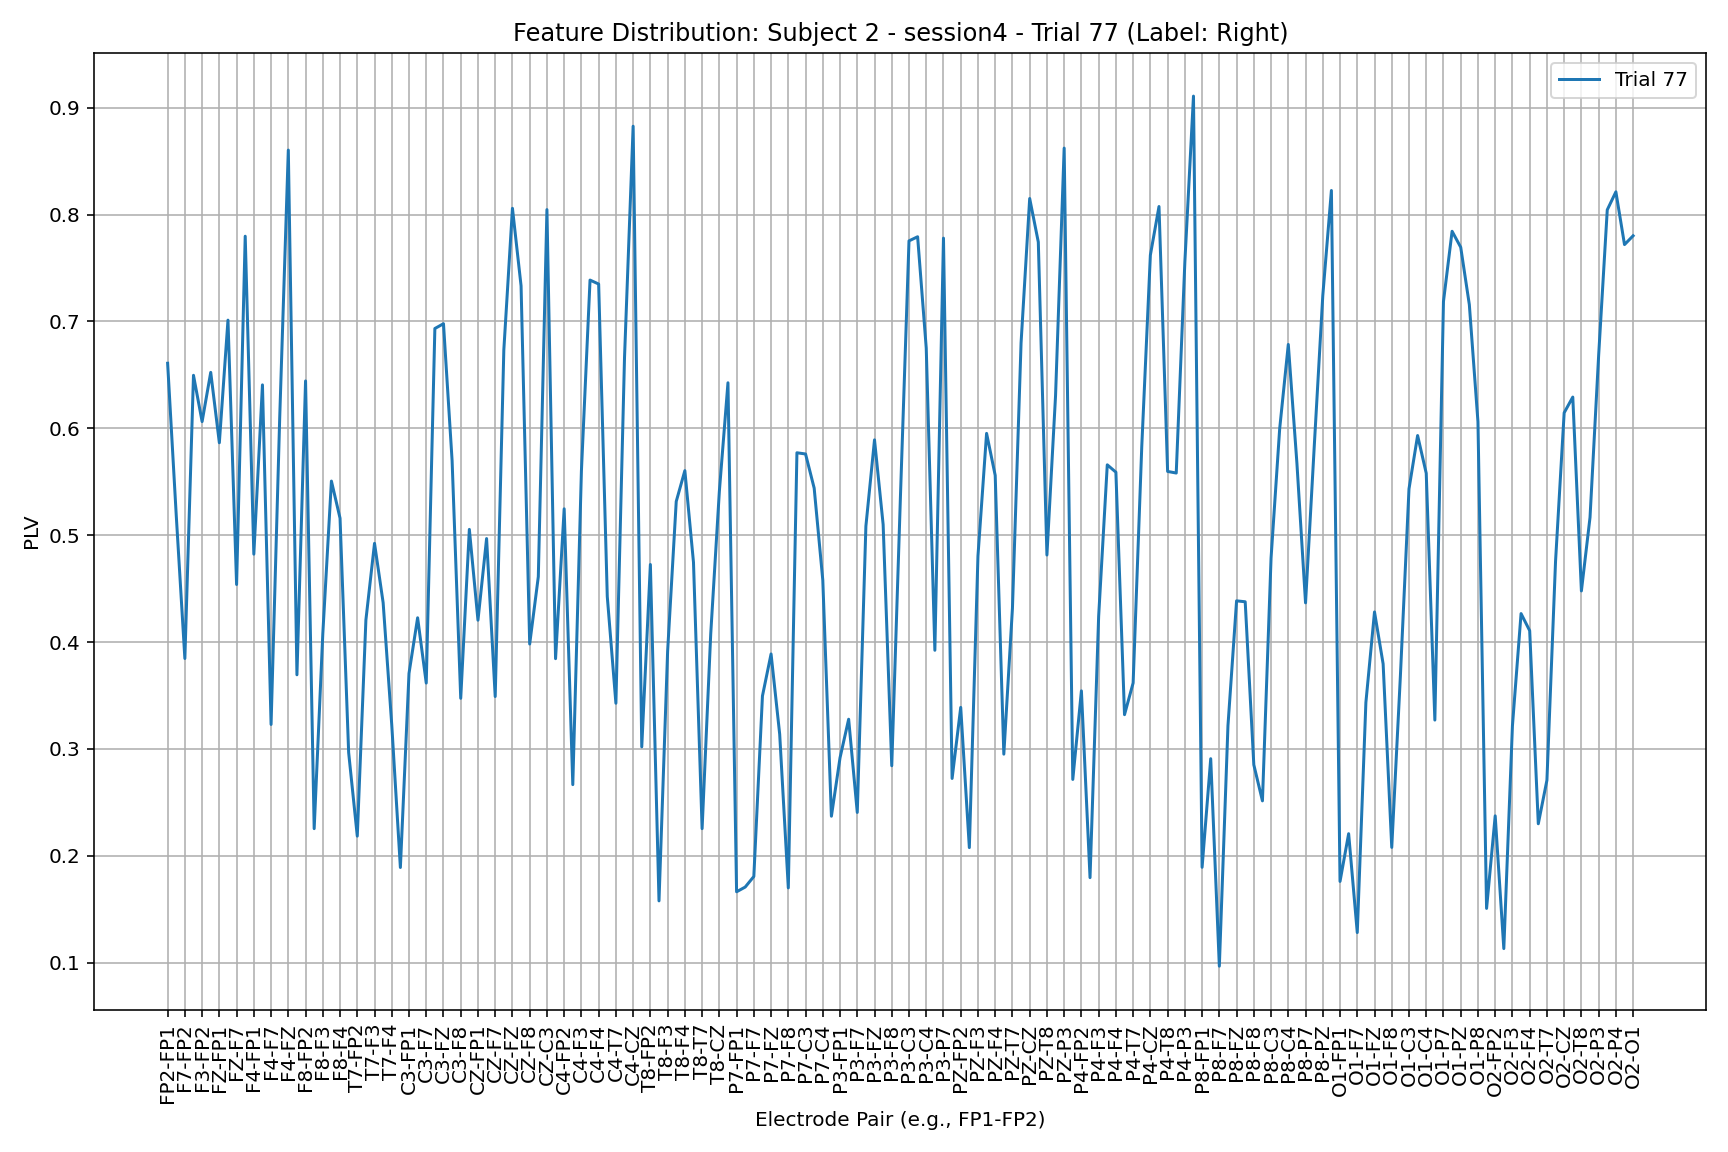 Feature Distribution: Subject 2 - session4 - Trial 77 (Label: Right)
Trial 77
PLV
0.9
0.8
0.7
0.6
0.5
0.4
0.3
0.2
0.1
FP2-FP1
F7-FP2
F3-FP2
FZ-FP1
FZ-F7
F4-FP1
F4-F7
F4-FZ
F8-FP2
F8-F3
F8-F4
T7-FP2
T7-F3
T7-F4
C3-FP1
C3-F7
C3-FZ
C3-F8
CZ-FP1
CZ-F7
CZ-FZ
CZ-F8
CZ-C3
C4-FP2
C4-F3
C4-F4
C4-T7
C4-CZ
T8-FP2
T8-F3
T8-F4
T8-T7
T8-CZ
P7-FP1
P7-F7
P7-FZ
P7-F8
P7-C3
P7-C4
P3-FP1
P3-F7
P3-FZ
P3-F8
P3-C3
P3-C4
P3-P7
PZ-FP2
PZ-F3
PZ-F4
PZ-T7
PZ-CZ
PZ-T8
PZ-P3
P4-FP2
P4-F3
P4-F4
P4-T7
P4-CZ
P4-T8
P4-P3
P8-FP1
P8-F7
P8-FZ
P8-F8
P8-C3
P8-C4
P8-P7
P8-PZ
O1-FP1
O1-F7
O1-FZ
O1-F8
O1-C3
O1-C4
O1-P7
O1-PZ
O1-P8
O2-FP2
O2-F3
O2-F4
O2-T7
O2-CZ
O2-T8
O2-P3
O2-P4
O2-O1
Electrode Pair (e.g., FP1-FP2)